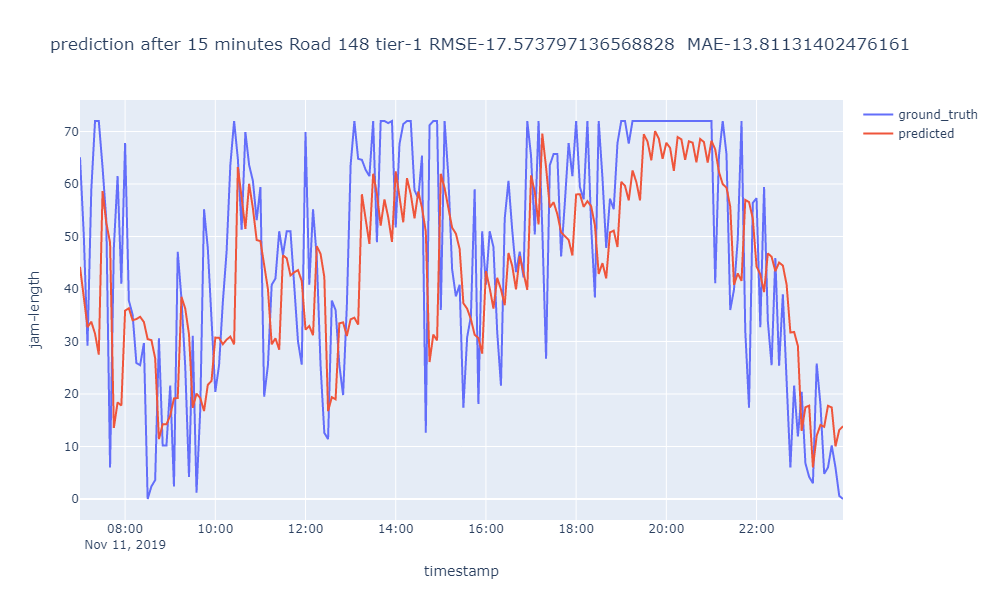 prediction after 15 minutes Road 148 tier-1 RMSE-17.573797136568828 MAE-13.81131402476161
ground_truth
predicted
70
60
50
40
30
20
10
0
jam-length
08:00 10:00 12:00 14:00 16:00 18:00 20:00 22:00
Nov 11, 2019
timestamp